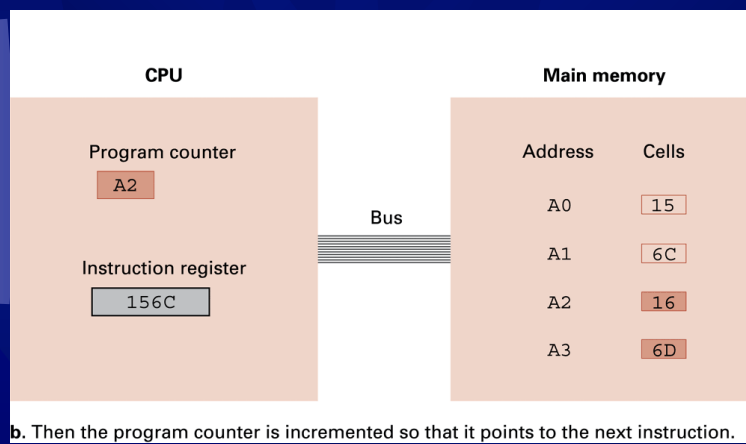 CPU
Main memory
Program counter
A2
Address Cells
A0 15
Bus
A1 6C
Instruction register
156C
A2 16
A3 6D
b. Then the program counter is incremented so that it points to the next instruction.